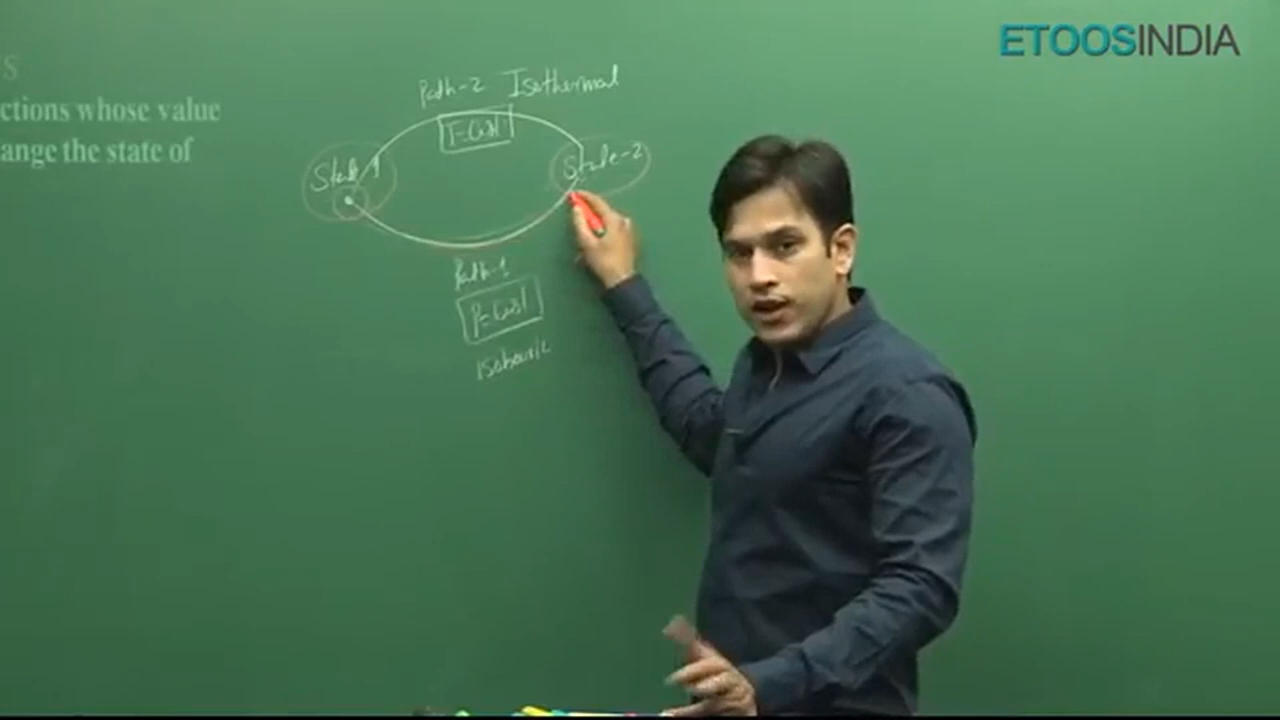 ETOOSINDIA
S
ctions whose value
ange the state of
Path-2 Isothermal
T=Const
State 1
State-2
Path-1
P=Const
isobaric